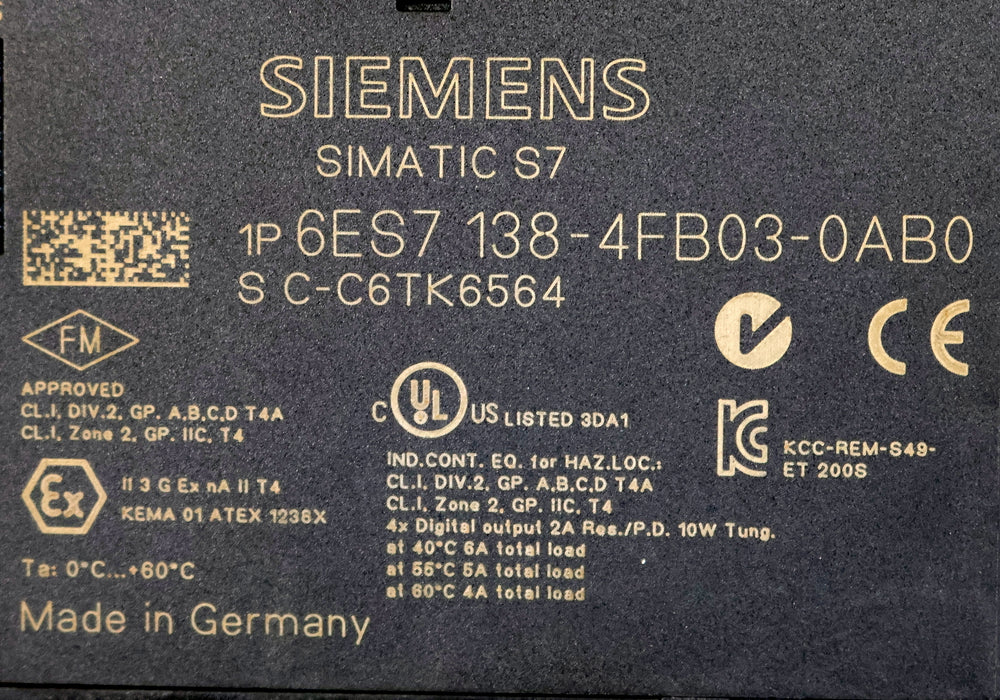 SIEMENS
SIMATIC S7
1P 6ES7 138-4FB03-0AB0
S C-C6TK6564
FM
APPROVED
CL.I, DIV.2, GP. A,B,C,D T4A
CL.I, Zone 2, GP. IIC, T4
Ex
II 3 G Ex nA II T4
KEMA 01 ATEX 1238X
Ta: 0°C...+60°C
Made in Germany
C UL US LISTED 3DA1
IND.CONT. EQ. for HAZ.LOC.:
CL.I, DIV.2, GP. A,B,C,D T4A
CL.I, Zone 2, GP. IIC, T4
4x Digital output 2A Res./P.D. 10W Tung.
at 40°C 6A total load
at 55°C 5A total load
at 60°C 4A total load
CE
KCC-REM-S49-
ET 200S